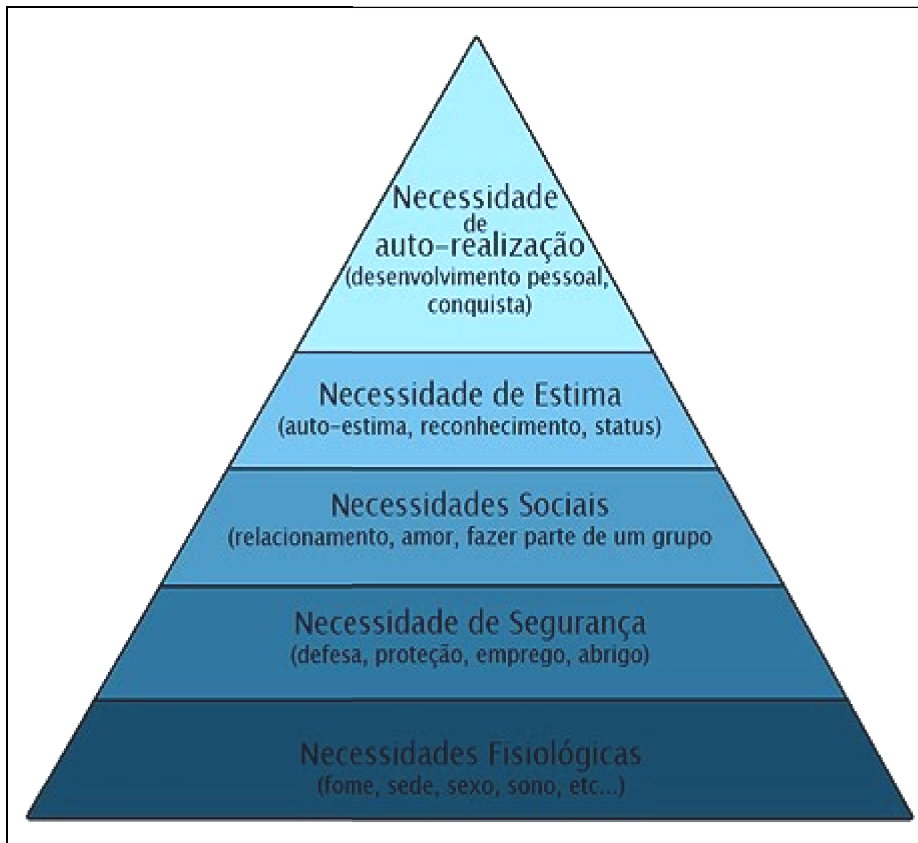 Necessidade
de
auto-realização
(desenvolvimento pessoal,
conquista)
Necessidade de Estima
(auto-estima, reconhecimento, status)
Necessidades Sociais
(relacionamento, amor, fazer parte de um grupo
Necessidade de Segurança
(defesa, proteção, emprego, abrigo)
Necessidades Fisiológicas
(fome, sede, sexo, sono, etc...)